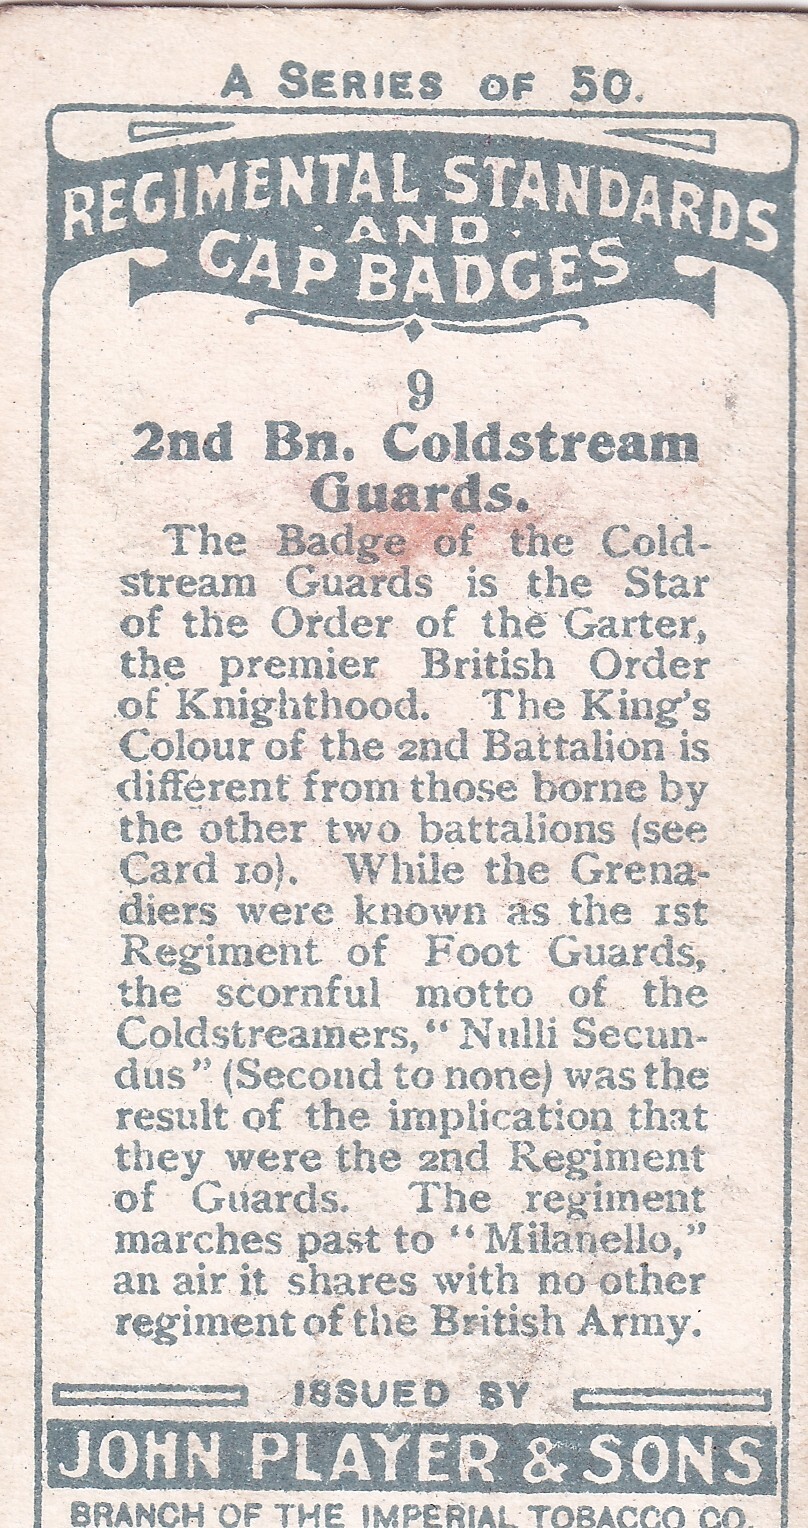 A SERIES OF 50.
REGIMENTAL STANDARDS
· AND ·
CAP BADGES
9
2nd Bn. Coldstream
Guards.
The Badge of the Cold-
stream Guards is the Star
of the Order of the Garter,
the premier British Order
of Knighthood. The King's
Colour of the 2nd Battalion is
different from those borne by
the other two battalions (see
Card 10). While the Grena-
diers were known as the 1st
Regiment of Foot Guards,
the scornful motto of the
Coldstreamers, "Nulli Secun-
dus" (Second to none) was the
result of the implication that
they were the 2nd Regiment
of Guards. The regiment
marches past to "Milanello,"
an air it shares with no other
regiment of the British Army.
ISSUED BY
JOHN PLAYER & SONS
BRANCH OF THE IMPERIAL TOBACCO CO.